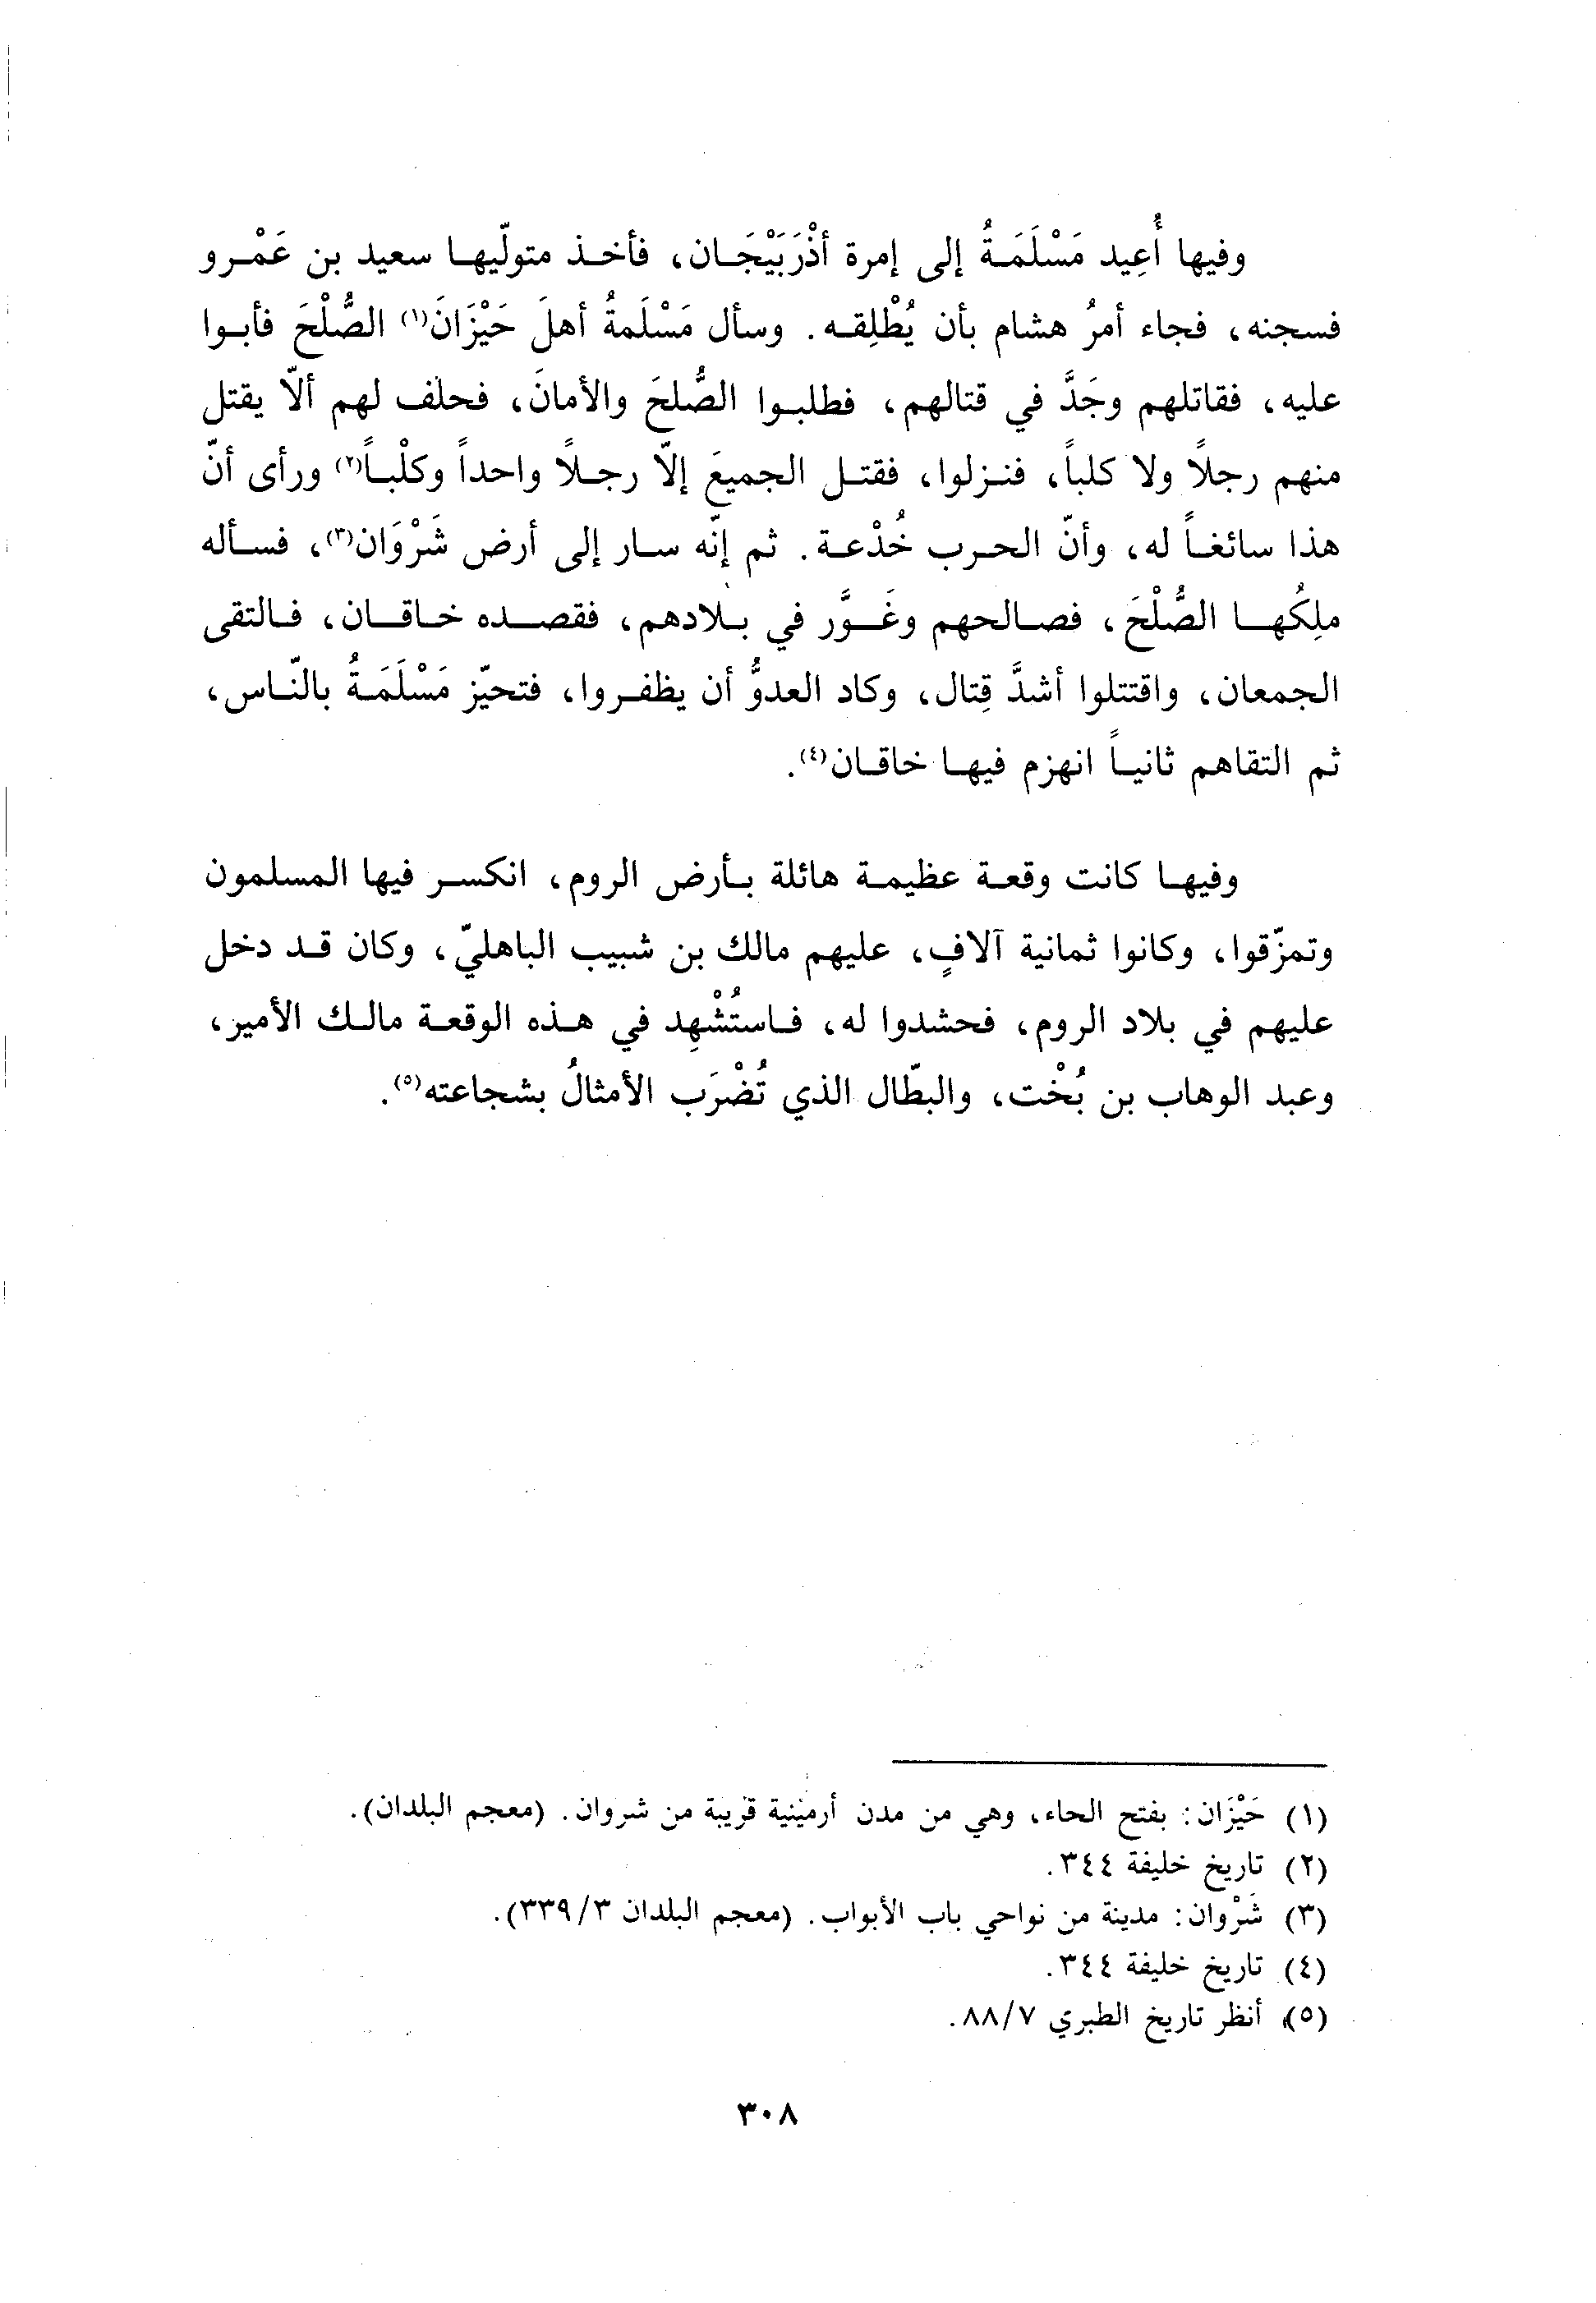 وفيها أُعِيد مَسْلَمَةُ إلى إمرة أذْرَبَيْجَان، فأخذ متولّيها سعيد بن عَمْرو
فسجنه، فجاء أمرُ هشام بأن يُطْلِقه. وسأل مَسْلَمةُ أهلَ حَيْزَانَ(١) الصُّلْحَ فأبوا
عليه، فقاتلهم وجَدَّ في قتالهم، فطلبوا الصُّلحَ والأمانَ، فحلف لهم ألاّ يقتل
منهم رجلاً ولا كلباً، فنزلوا، فقتل الجميعَ إلاّ رجلاً واحداً وكلْباً(٢) ورأى أنّ
هذا سائغاً له، وأنّ الحرب خُذْعة. ثم إنّه سار إلى أرض شَرْوَان(٣)، فسأله
ملِكُها الصُّلْحَ، فصالحهم وغَوَّر في بلادهم، فقصده خاقان، فالتقى
الجمعان، واقتتلوا أشدَّ قِتال، وكاد العدوُّ أن يظفروا، فتحيّز مَسْلَمَةُ بالنّاس،
ثم التقاهم ثانياً انهزم فيها خاقان(٤).
وفيها كانت وقعة عظيمة هائلة بأرض الروم، انكسر فيها المسلمون
وتمزّقوا، وكانوا ثمانية آلافٍ، عليهم مالك بن شبيب الباهليّ، وكان قد دخل
عليهم في بلاد الروم، فحشدوا له، فاستُشْهِد في هذه الوقعة مالك الأمير،
وعبد الوهاب بن بُخْت، والبطّال الذي تُضْرَب الأمثالُ بشجاعته(٥).
(١) حَيْزَان: بفتح الحاء، وهي من مدن أرمينية قريبة من شروان. (معجم البلدان).
(٢) تاريخ خليفة ٣٤٤.
(٣) شَرْوان: مدينة من نواحي باب الأبواب. (معجم البلدان ٣/٣٣٩).
(٤) تاريخ خليفة ٣٤٤.
(٥) أنظر تاريخ الطبري ٧/٨٨.
٣٠٨